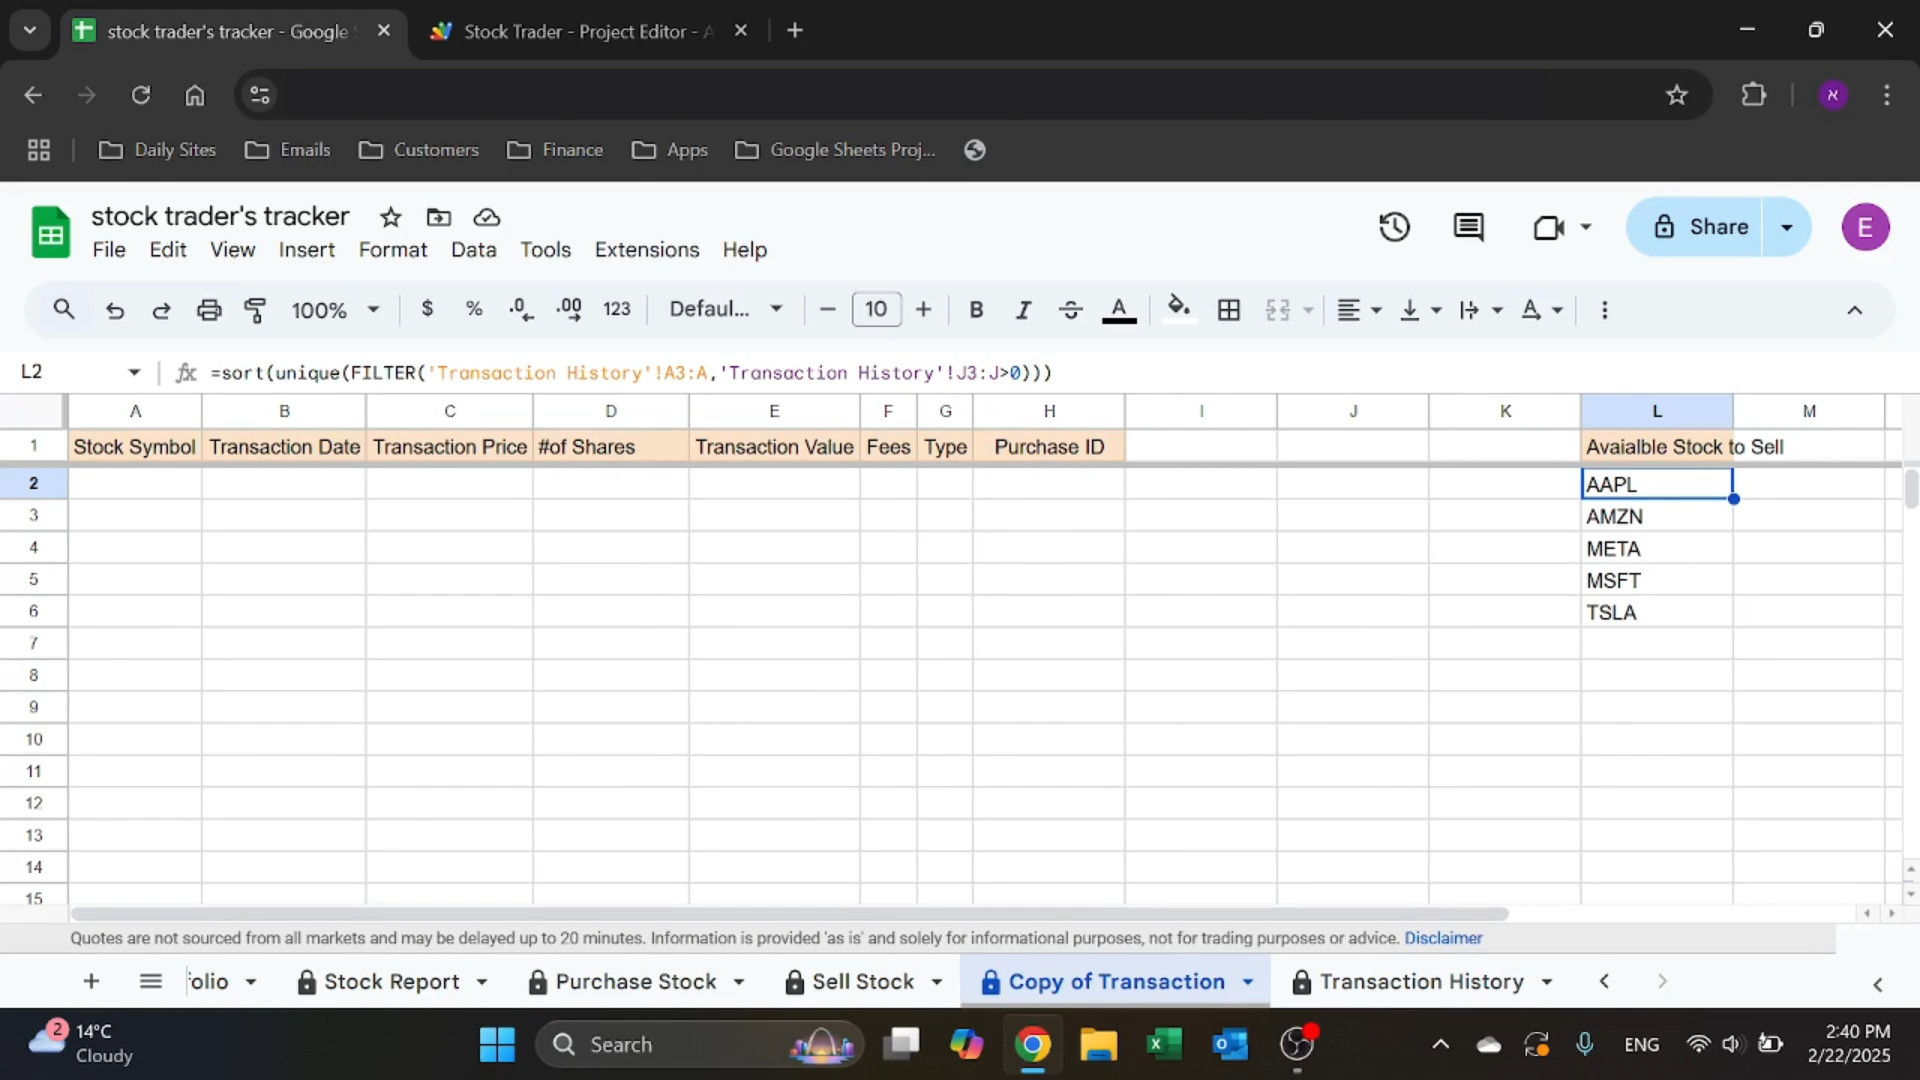 stock trader's tracker - Google
Stock Trader - Project Editor - A
א
Daily Sites
Emails
Customers
Finance
Apps
Google Sheets Proj...
stock trader's tracker
Share
E
File Edit View Insert Format Data Tools Extensions Help
100% $ % .0 .00 123 Defaul... 10 B I A A
L2 fx =sort(unique(FILTER('Transaction History'!A3:A,'Transaction History'!J3:J>0)))
A B C D E F G H I J K L M
1 Stock Symbol Transaction Date Transaction Price #of Shares Transaction Value Fees Type Purchase ID Avaialble Stock to Sell
2 AAPL
3 AMZN
4 META
5 MSFT
6 TSLA
7
8
9
10
11
12
13
14
15
Quotes are not sourced from all markets and may be delayed up to 20 minutes. Information is provided 'as is' and solely for informational purposes, not for trading purposes or advice. Disclaimer
folio Stock Report Purchase Stock Sell Stock Copy of Transaction Transaction History
2 14°C
Cloudy
Search
ENG
2:40 PM
2/22/2025